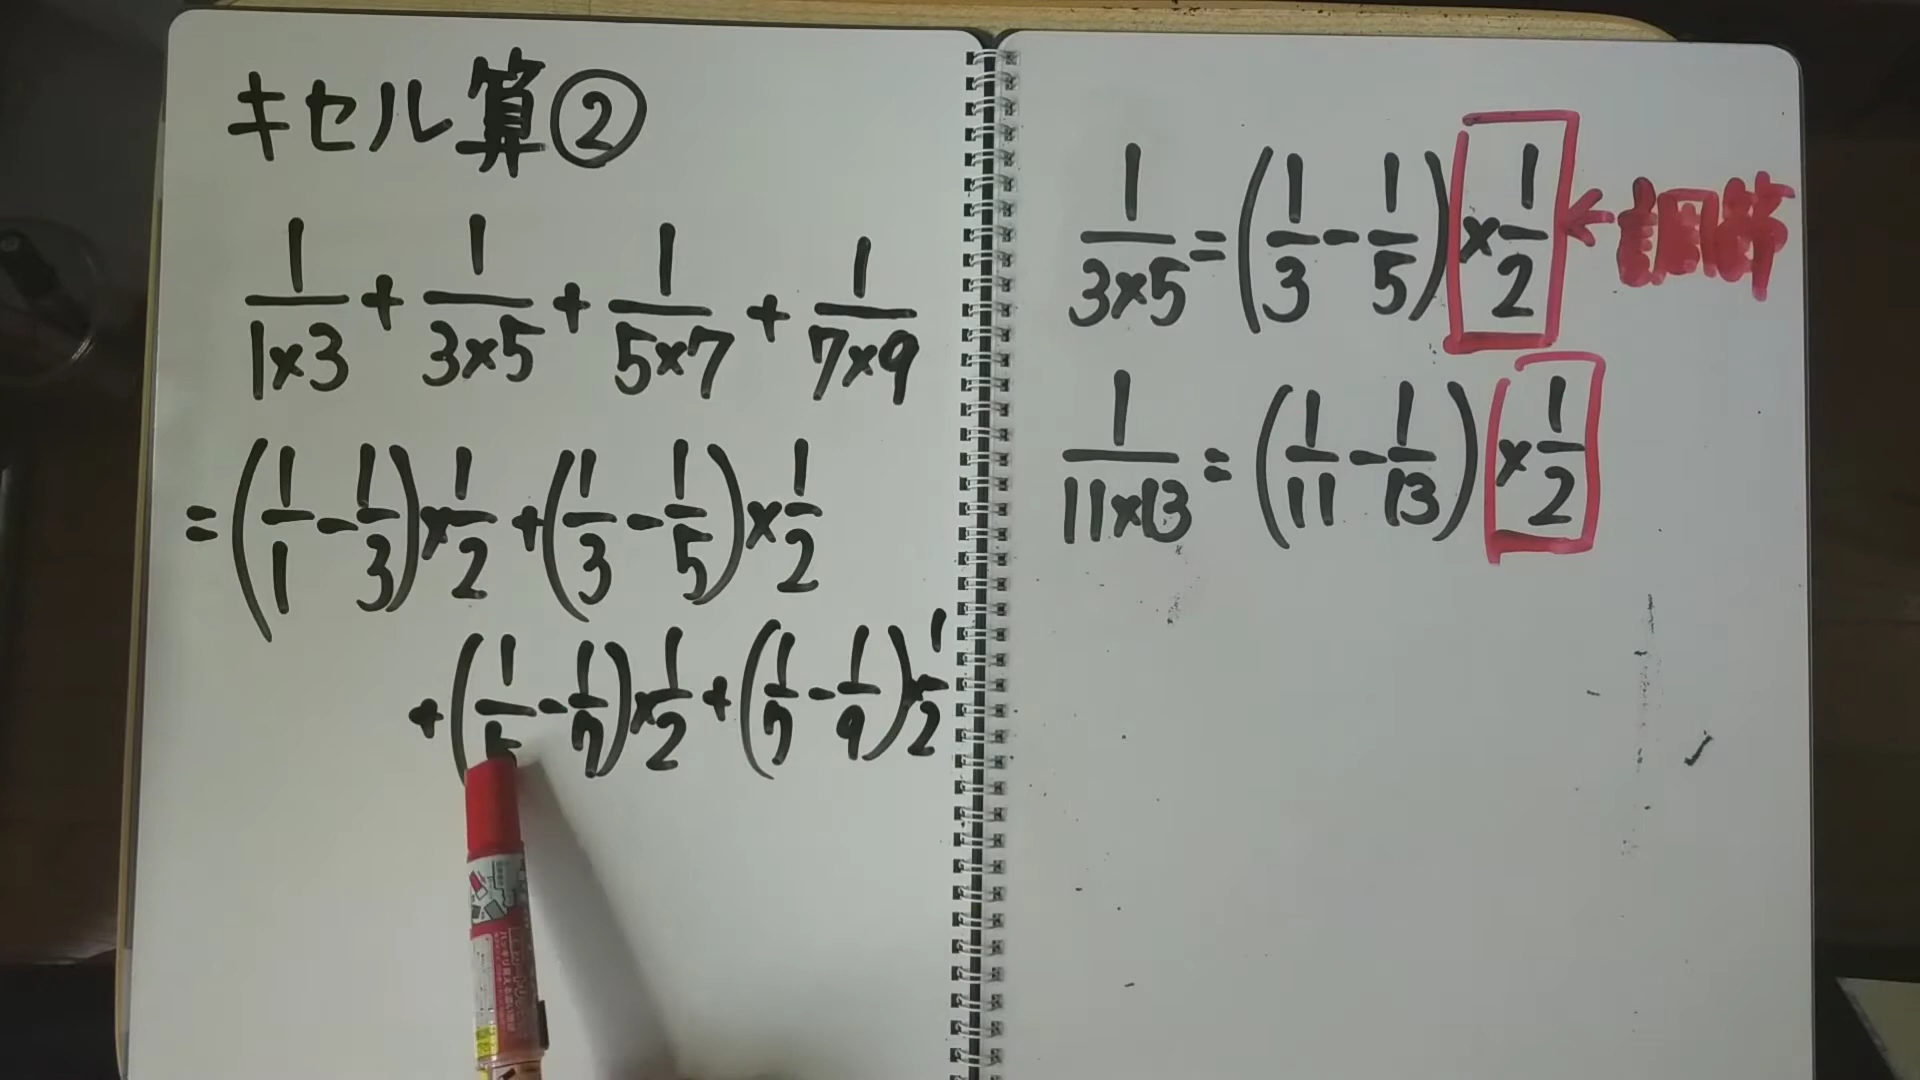 キセル算②
1/(1×3) + 1/(3×5) + 1/(5×7) + 1/(7×9)
= (1/1 - 1/3) × 1/2 + (1/3 - 1/5) × 1/2
+ (1/5 - 1/7) × 1/2 + (1/7 - 1/9) × 1/2
1/(3×5) = (1/3 - 1/5) × 1/2 ← 調節
1/(11×13) = (1/11 - 1/13) × 1/2